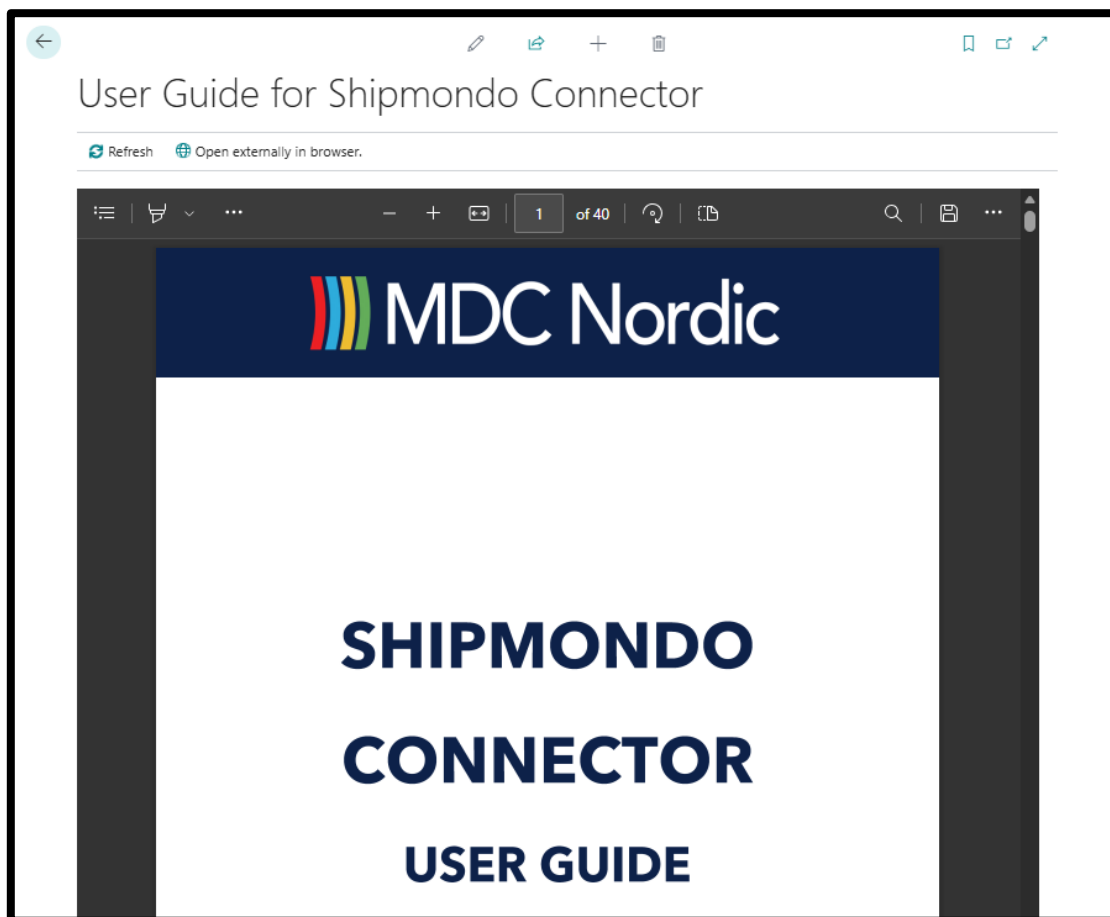 User Guide for Shipmondo Connector
Refresh Open externally in browser.
1 of 40
MDC Nordic
SHIPMONDO
CONNECTOR
USER GUIDE